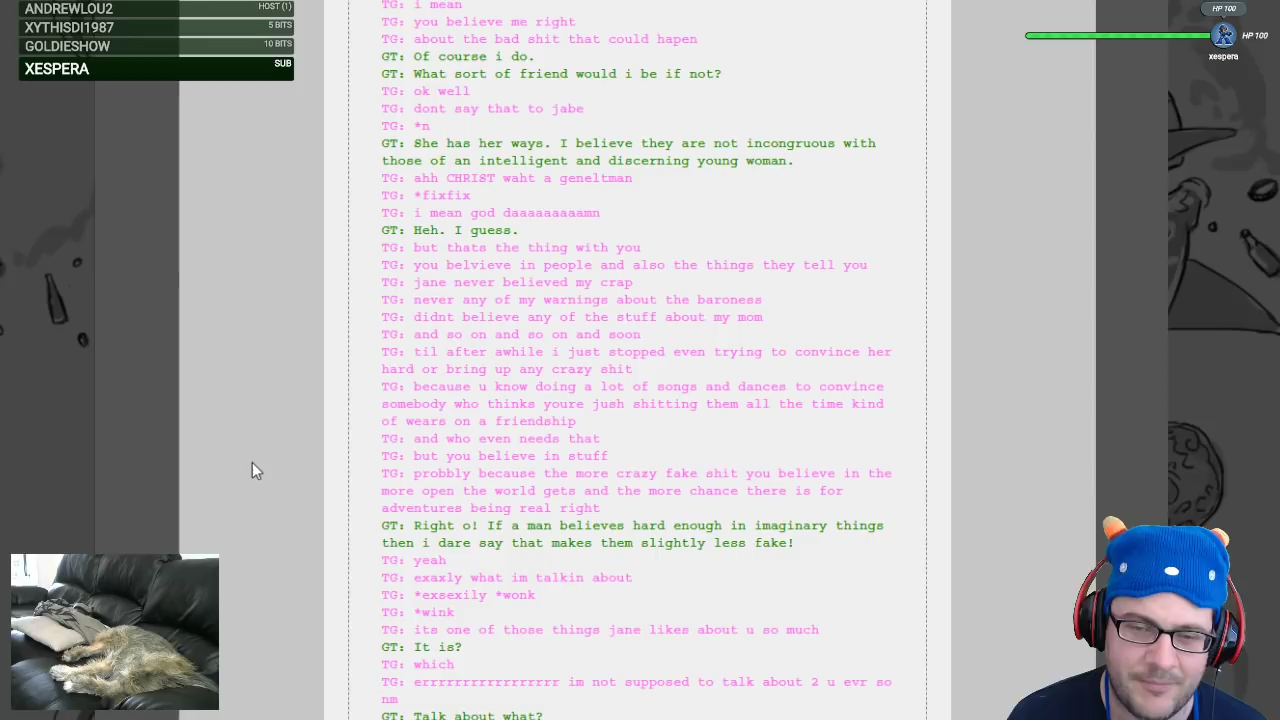 ANDREWLOU2 HOST (1)
XYTHISDI1987 5 BITS
GOLDIESHOW 10 BITS
XESPERA SUB
HP 100
HP 100
xespera
TG: i mean
TG: you believe me right
TG: about the bad shit that could hapen
GT: Of course i do.
GT: What sort of friend would i be if not?
TG: ok well
TG: dont say that to jabe
TG: *n
GT: She has her ways. I believe they are not incongruous with
those of an intelligent and discerning young woman.
TG: ahh CHRIST waht a geneltman
TG: *fixfix
TG: i mean god daaaaaaaamn
GT: Heh. I guess.
TG: but thats the thing with you
TG: you belvieve in people and also the things they tell you
TG: jane never believed my crap
TG: never any of my warnings about the baroness
TG: didnt believe any of the stuff about my mom
TG: and so on and so on and soon
TG: til after awhile i just stopped even trying to convince her
hard or bring up any crazy shit
TG: because u know doing a lot of songs and dances to convince
somebody who thinks youre jush shitting them all the time kind
of wears on a friendship
TG: and who even needs that
TG: but you believe in stuff
TG: probbly because the more crazy fake shit you believe in the
more open the world gets and the more chance there is for
adventures being real right
GT: Right o! If a man believes hard enough in imaginary things
then i dare say that makes them slightly less fake!
TG: yeah
TG: exaxly what im talkin about
TG: *exsexily *wonk
TG: *wink
TG: its one of those things jane likes about u so much
GT: It is?
TG: which
TG: errrrrrrrrrrrrrrrr im not supposed to talk about 2 u evr so
nm
GT: Talk about what?